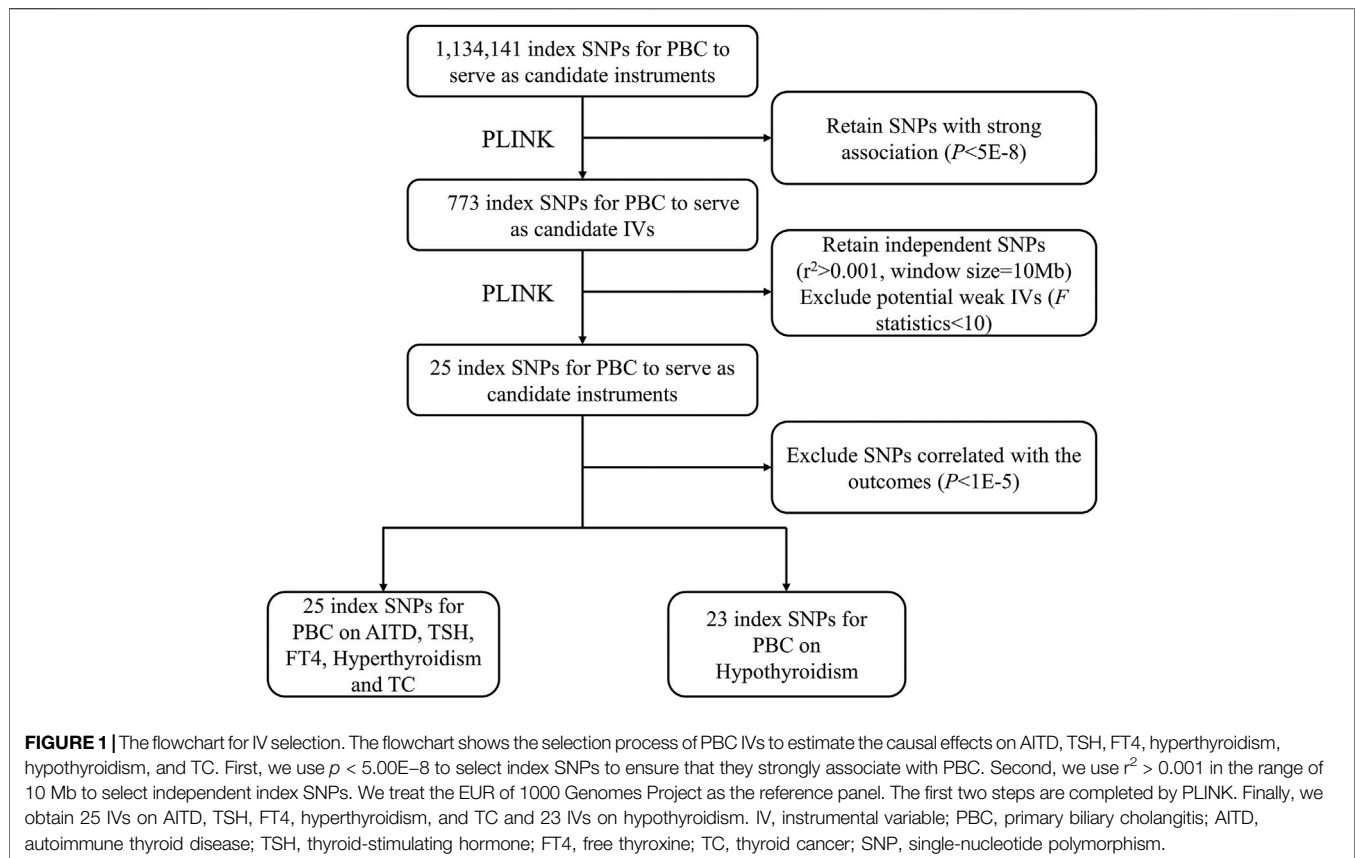 1,134,141 index SNPs for PBC to
serve as candidate instruments
PLINK
Retain SNPs with strong
association (P<5E-8)
773 index SNPs for PBC to serve
as candidate IVs
PLINK
Retain independent SNPs
(r²>0.001, window size=10Mb)
Exclude potential weak IVs (F
statistics<10)
25 index SNPs for PBC to serve as
candidate instruments
Exclude SNPs correlated with the
outcomes (P<1E-5)
25 index SNPs for
PBC on AITD, TSH,
FT4, Hyperthyroidism
and TC
23 index SNPs for
PBC on
Hypothyroidism
FIGURE 1 | The flowchart for IV selection. The flowchart shows the selection process of PBC IVs to estimate the causal effects on AITD, TSH, FT4, hyperthyroidism,
hypothyroidism, and TC. First, we use p < 5.00E–8 to select index SNPs to ensure that they strongly associate with PBC. Second, we use r² > 0.001 in the range of
10 Mb to select independent index SNPs. We treat the EUR of 1000 Genomes Project as the reference panel. The first two steps are completed by PLINK. Finally, we
obtain 25 IVs on AITD, TSH, FT4, hyperthyroidism, and TC and 23 IVs on hypothyroidism. IV, instrumental variable; PBC, primary biliary cholangitis; AITD,
autoimmune thyroid disease; TSH, thyroid-stimulating hormone; FT4, free thyroxine; TC, thyroid cancer; SNP, single-nucleotide polymorphism.